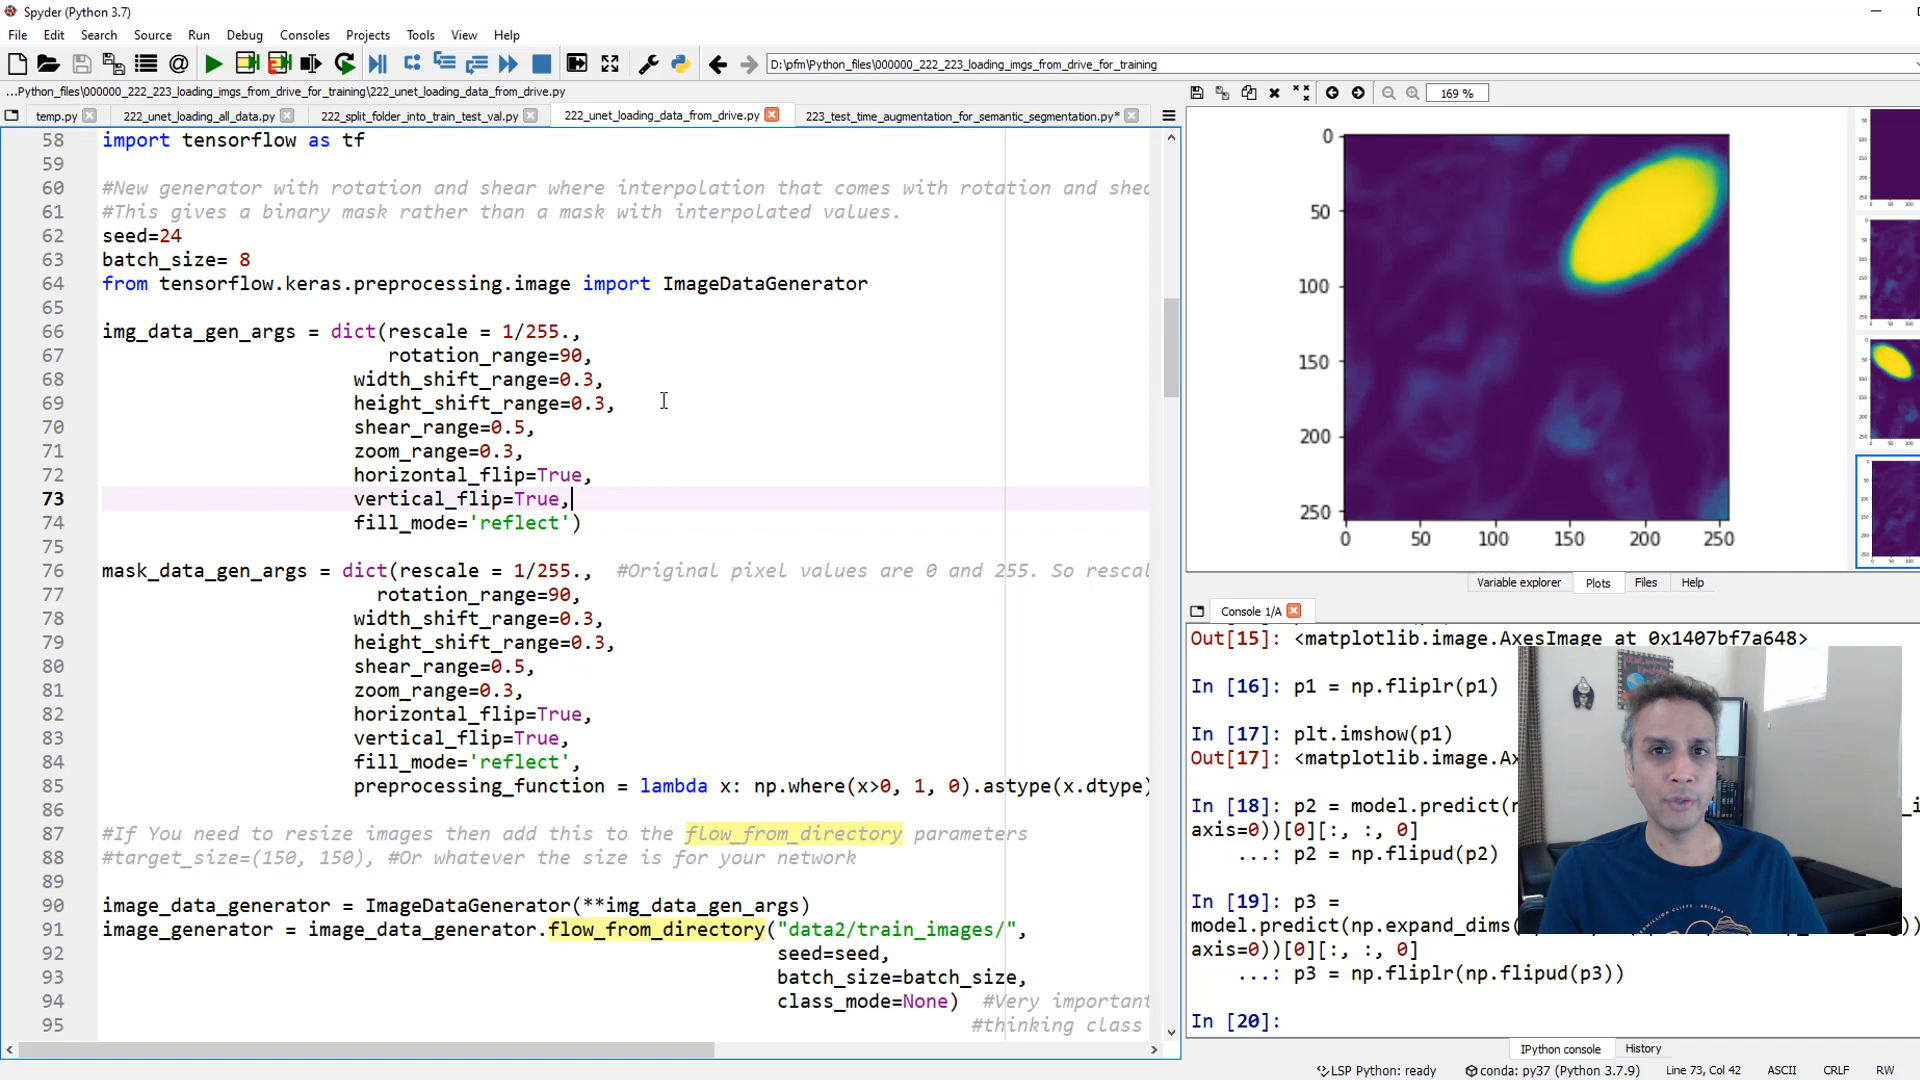 Spyder (Python 3.7)
File Edit Search Source Run Debug Consoles Projects Tools View Help
D:\pfm\Python_files\000000_222_223_loading_imgs_from_drive_for_training
...Python_files\000000_222_223_loading_imgs_from_drive_for_training\222_unet_loading_data_from_drive.py
temp.py 222_unet_loading_all_data.py 222_split_folder_into_train_test_val.py 222_unet_loading_data_from_drive.py 223_test_time_augmentation_for_semantic_segmentation.py*
58 import tensorflow as tf
59
60 #New generator with rotation and shear where interpolation that comes with rotation and shea
61 #This gives a binary mask rather than a mask with interpolated values.
62 seed=24
63 batch_size= 8
64 from tensorflow.keras.preprocessing.image import ImageDataGenerator
65
66 img_data_gen_args = dict(rescale = 1/255.,
67 rotation_range=90,
68 width_shift_range=0.3,
69 height_shift_range=0.3,
70 shear_range=0.5,
71 zoom_range=0.3,
72 horizontal_flip=True,
73 vertical_flip=True,
74 fill_mode='reflect')
75
76 mask_data_gen_args = dict(rescale = 1/255., #Original pixel values are 0 and 255. So rescal
77 rotation_range=90,
78 width_shift_range=0.3,
79 height_shift_range=0.3,
80 shear_range=0.5,
81 zoom_range=0.3,
82 horizontal_flip=True,
83 vertical_flip=True,
84 fill_mode='reflect',
85 preprocessing_function = lambda x: np.where(x>0, 1, 0).astype(x.dtype)
86
87 #If You need to resize images then add this to the flow_from_directory parameters
88 #target_size=(150, 150), #Or whatever the size is for your network
89
90 image_data_generator = ImageDataGenerator(**img_data_gen_args)
91 image_generator = image_data_generator.flow_from_directory("data2/train_images/",
92 seed=seed,
93 batch_size=batch_size,
94 class_mode=None) #Very important
95 #thinking class
169 %
0
50
100
150
200
250
0 50 100 150 200 250
Variable explorer Plots Files Help
Console 1/A
Out[15]: <matplotlib.image.AxesImage at 0x1407bf7a648>
In [16]: p1 = np.fliplr(p1)
In [17]: plt.imshow(p1)
Out[17]: <matplotlib.image.Ax
In [18]: p2 = model.predict(
axis=0))[0][:, :, 0]
...: p2 = np.flipud(p2)
In [19]: p3 =
model.predict(np.expand_dims(
axis=0))[0][:, :, 0]
...: p3 = np.fliplr(np.flipud(p3))
In [20]:
IPython console History
LSP Python: ready conda: py37 (Python 3.7.9) Line 73, Col 42 ASCII CRLF RW